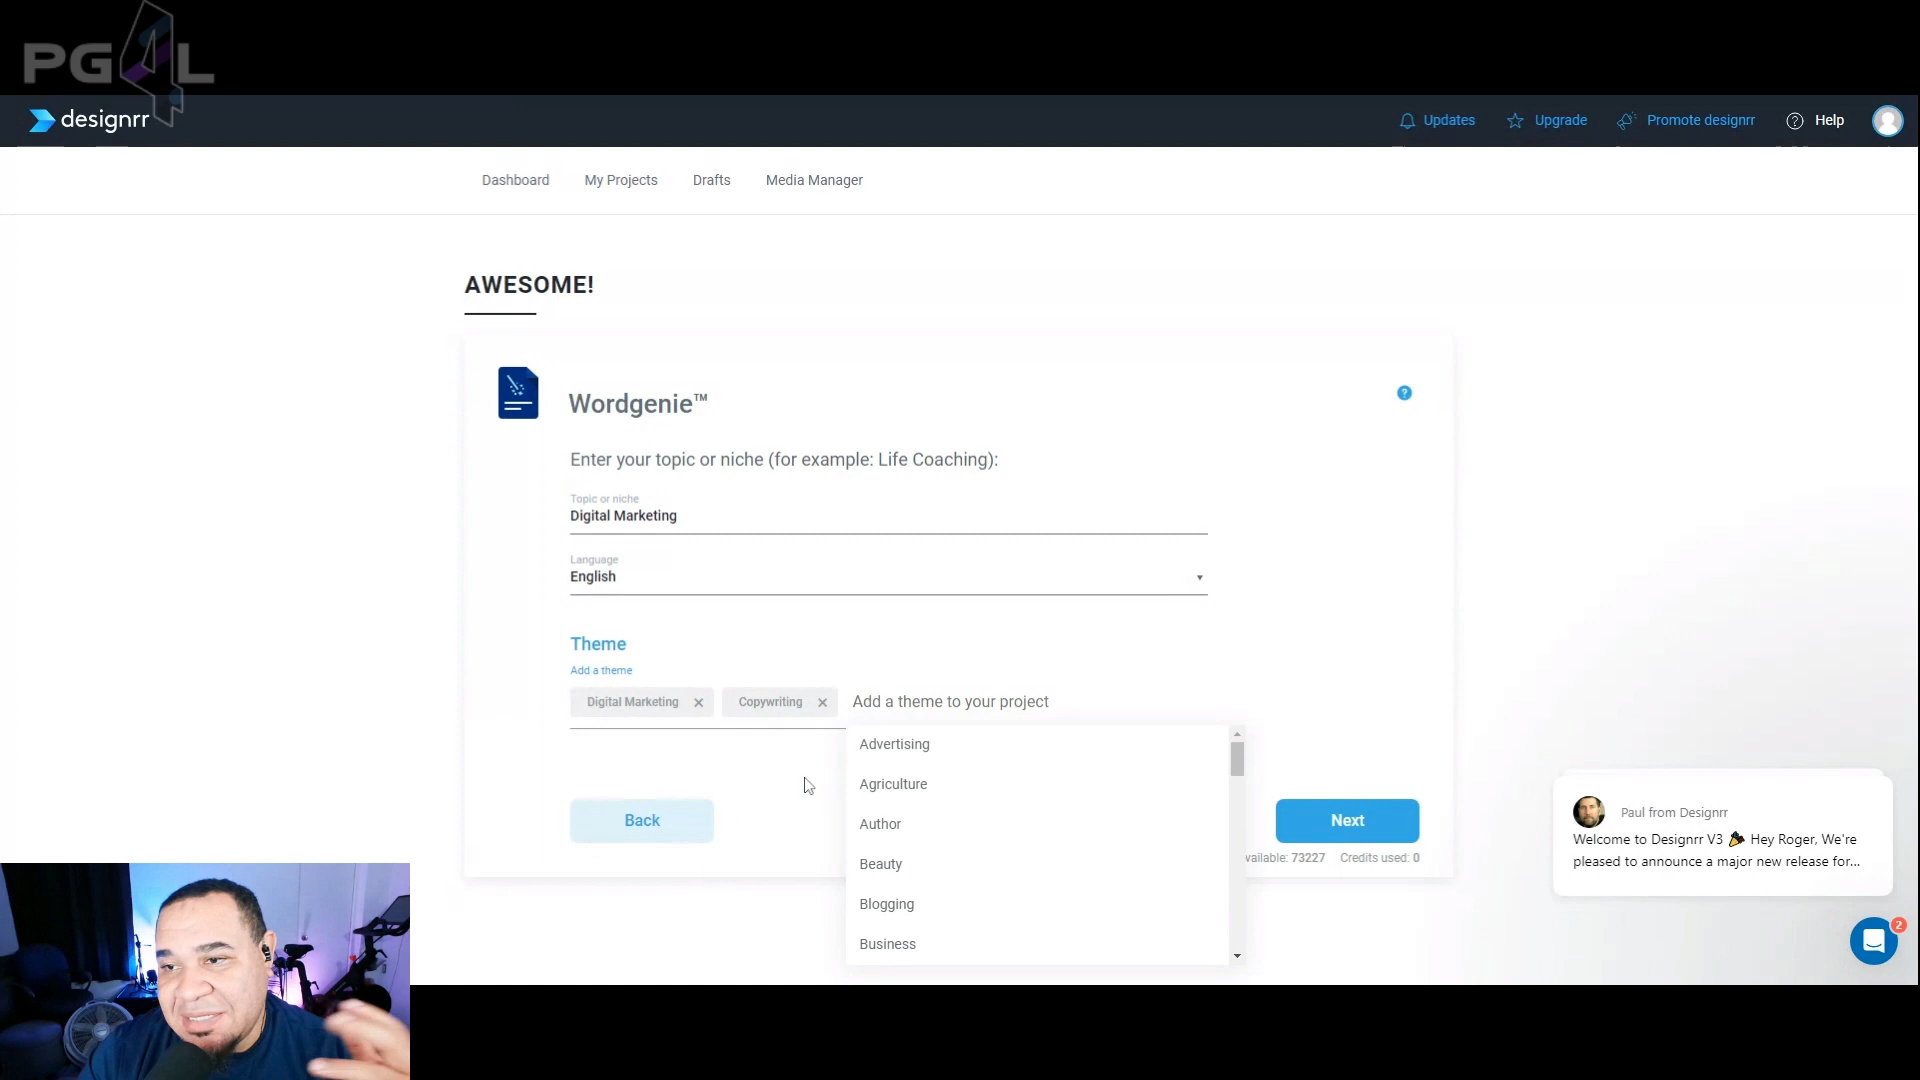 PG4L
designrr
Updates
Upgrade
Promote designrr
Help
Dashboard
My Projects
Drafts
Media Manager
AWESOME!
Wordgenie™
Enter your topic or niche (for example: Life Coaching):
Topic or niche
Digital Marketing
Language
English
Theme
Add a theme
Digital Marketing
Copywriting
Add a theme to your project
Advertising
Agriculture
Author
Beauty
Blogging
Business
Back
Next
vailable: 73227
Credits used: 0
Paul from Designrr
Welcome to Designrr V3 🎉 Hey Roger, We're
pleased to announce a major new release for...
2